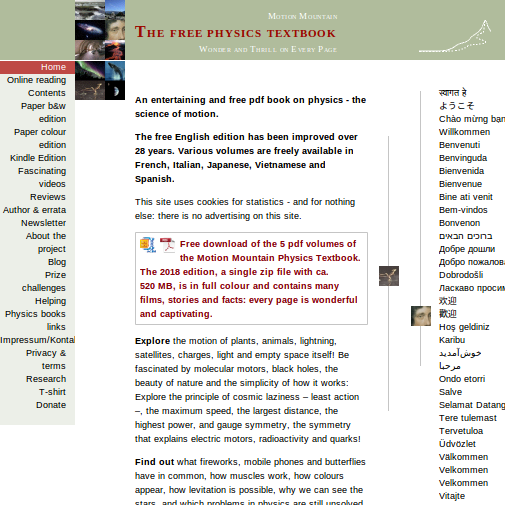 Motion Mountain
The free physics textbook
Wonder and Thrill on Every Page
Home
Online reading
Contents
Paper b&w
edition
Paper colour
edition
Kindle Edition
Fascinating
videos
Reviews
Author & errata
Newsletter
About the
project
Blog
Prize
challenges
Helping
Physics books
links
Impressum/Kontak
Privacy &
terms
Research
T-shirt
Donate
An entertaining and free pdf book on physics - the
science of motion.
The free English edition has been improved over
28 years. Various volumes are freely available in
French, Italian, Japanese, Vietnamese and
Spanish.
This site uses cookies for statistics - and for nothing
else: there is no advertising on this site.
Free download of the 5 pdf volumes of
the Motion Mountain Physics Textbook.
The 2018 edition, a single zip file with ca.
520 MB, is in full colour and contains many
films, stories and facts: every page is wonderful
and captivating.
Explore the motion of plants, animals, lightning,
satellites, charges, light and empty space itself! Be
fascinated by molecular motors, black holes, the
beauty of nature and the simplicity of how it works:
Explore the principle of cosmic laziness – least action
–, the maximum speed, the largest distance, the
highest power, and gauge symmetry, the symmetry
that explains electric motors, radioactivity and quarks!
Find out what fireworks, mobile phones and butterflies
have in common, how muscles work, how colours
appear, how levitation is possible, why we can see the
stars, and which problems in physics are still unsolved
स्वागत हे
ようこそ
Chào mừng bạn
Willkommen
Benvenuti
Benvinguda
Bienvenida
Bienvenue
Bine ati venit
Bem-vindos
Bonvenon
ברוכים הבאים
Добре дошли
Добро пожалова
Dobrodošli
Ласкаво просим
欢迎
歡迎
Hoş geldiniz
Karibu
خوش‌آمدید
مرحبا
Ondo etorri
Salve
Selamat Datang
Tere tulemast
Tervetuloa
Üdvözlet
Välkommen
Velkommen
Velkomen
Vitajte